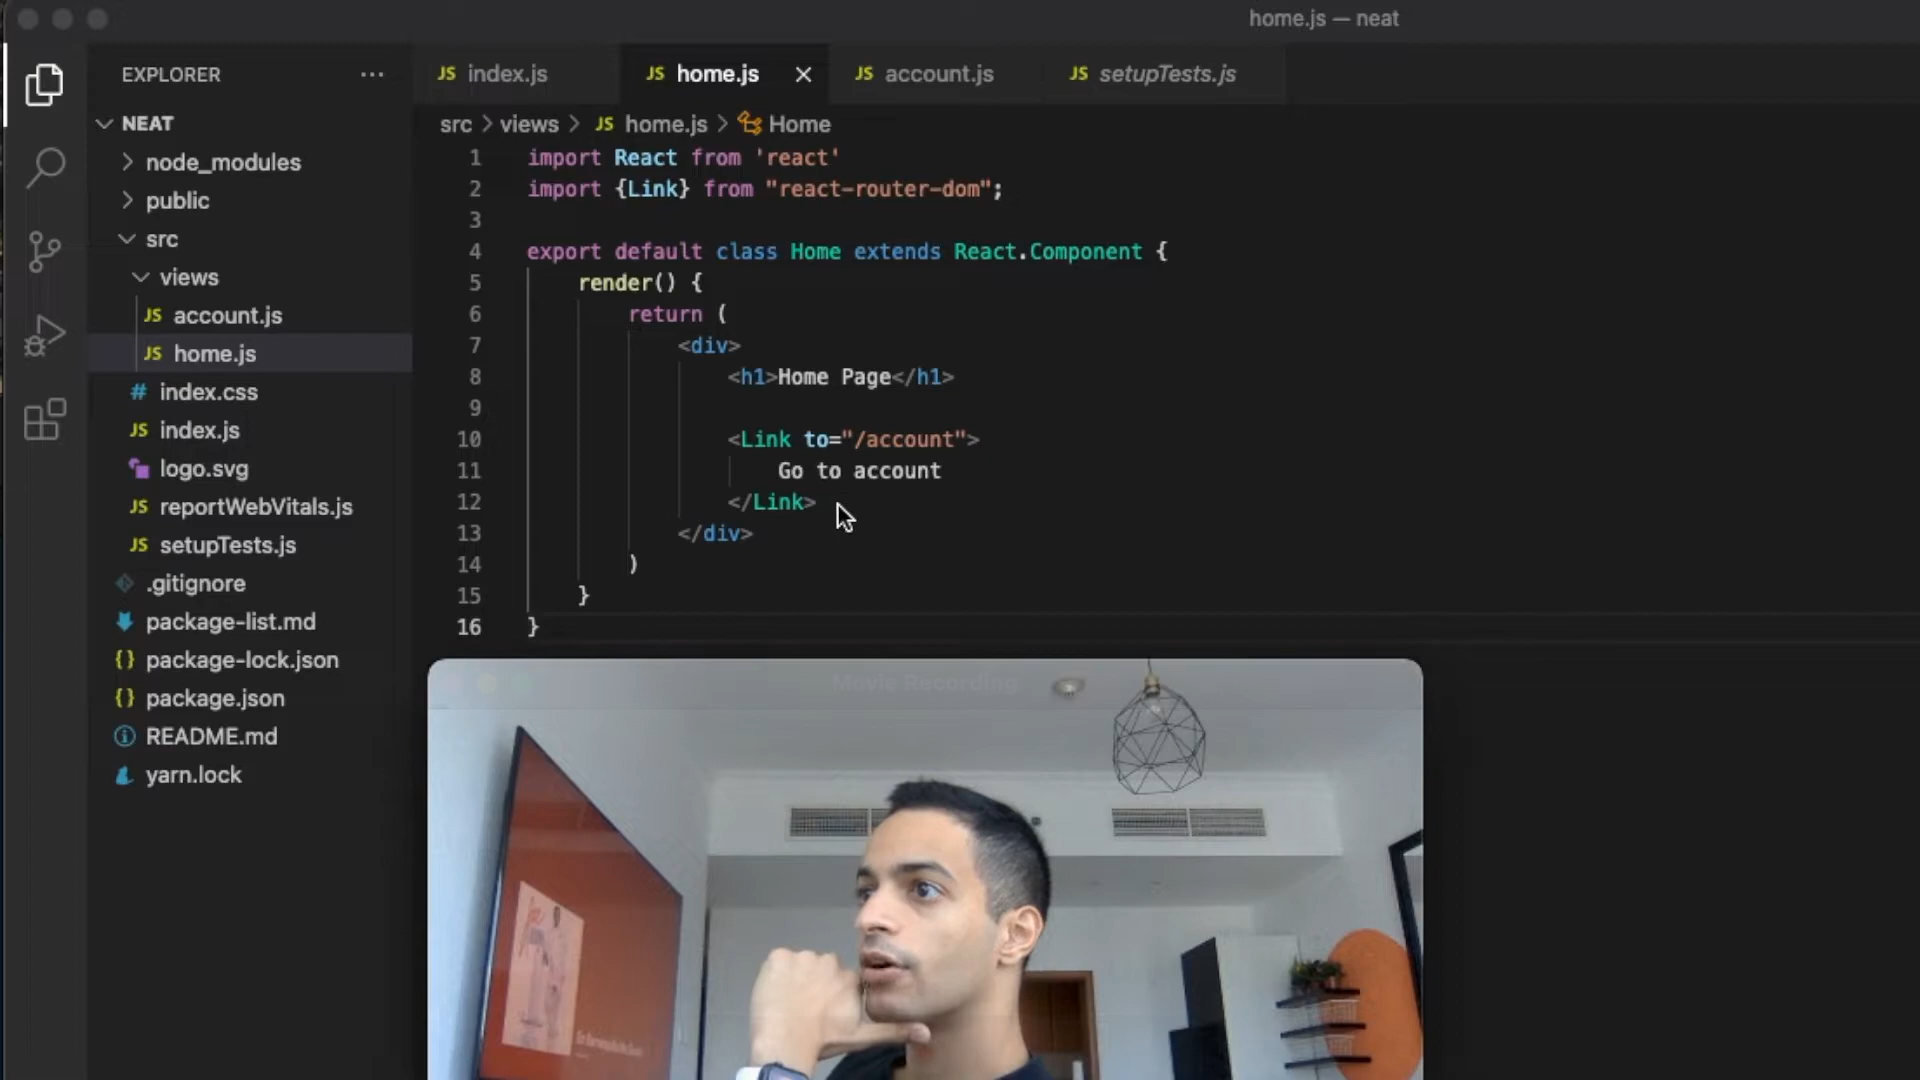 home.js — neat
EXPLORER
NEAT
node_modules
public
src
views
JS account.js
JS home.js
# index.css
JS index.js
logo.svg
JS reportWebVitals.js
JS setupTests.js
.gitignore
package-list.md
{} package-lock.json
{} package.json
README.md
yarn.lock
JS index.js
JS home.js
JS account.js
JS setupTests.js
src > views > JS home.js > Home
1 import React from 'react'
2 import {Link} from "react-router-dom";
3
4 export default class Home extends React.Component {
5 render() {
6 return (
7 <div>
8 <h1>Home Page</h1>
9
10 <Link to="/account">
11 Go to account
12 </Link>
13 </div>
14 )
15 }
16 }
Movie Recording